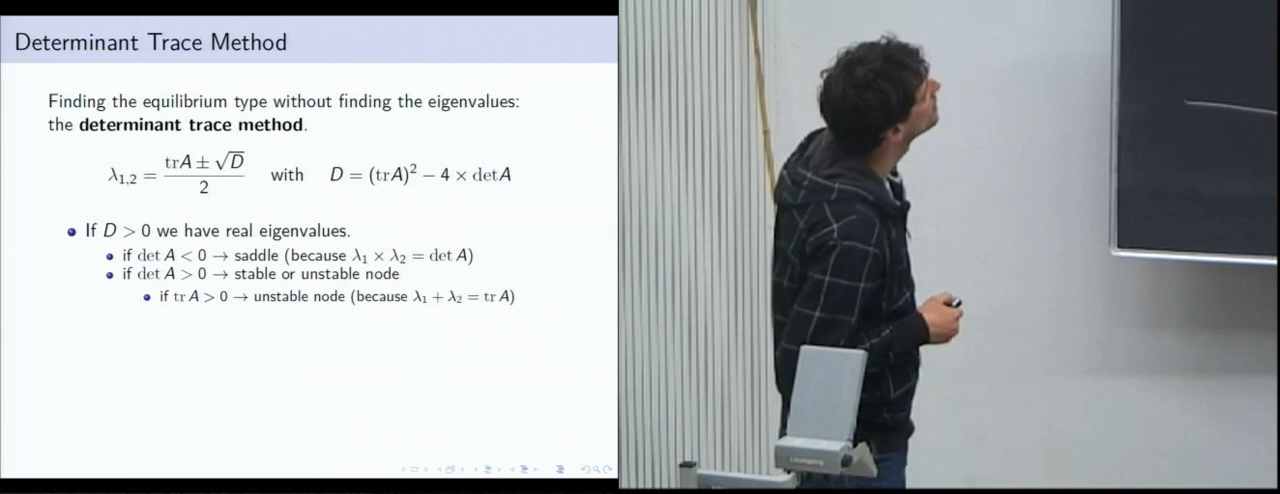 Determinant Trace Method
Finding the equilibrium type without finding the eigenvalues:
the determinant trace method.
λ₁,₂ = (trA ± √D) / 2 with D = (trA)² − 4 × detA
If D > 0 we have real eigenvalues.
if det A < 0 → saddle (because λ₁ × λ₂ = det A)
if det A > 0 → stable or unstable node
if tr A > 0 → unstable node (because λ₁ + λ₂ = tr A)